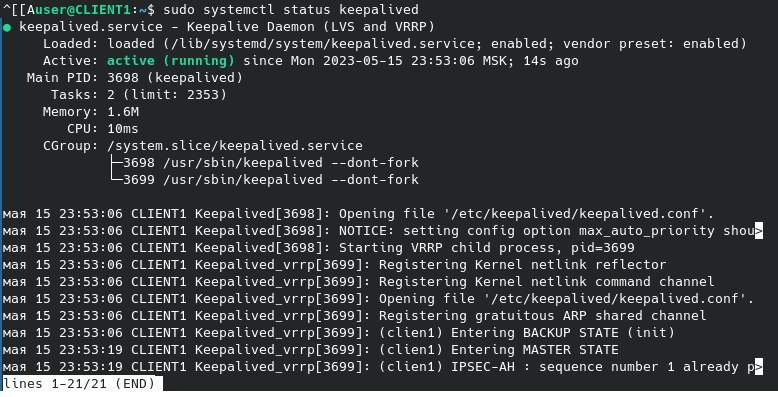 ^[[Auser@CLIENT1:~$ sudo systemctl status keepalived
● keepalived.service - Keepalive Daemon (LVS and VRRP)
     Loaded: loaded (/lib/systemd/system/keepalived.service; enabled; vendor preset: enabled)
     Active: active (running) since Mon 2023-05-15 23:53:06 MSK; 14s ago
   Main PID: 3698 (keepalived)
      Tasks: 2 (limit: 2353)
     Memory: 1.6M
        CPU: 10ms
     CGroup: /system.slice/keepalived.service
             ├─3698 /usr/sbin/keepalived --dont-fork
             └─3699 /usr/sbin/keepalived --dont-fork

мая 15 23:53:06 CLIENT1 Keepalived[3698]: Opening file '/etc/keepalived/keepalived.conf'.
мая 15 23:53:06 CLIENT1 Keepalived[3698]: NOTICE: setting config option max_auto_priority shou>
мая 15 23:53:06 CLIENT1 Keepalived[3698]: Starting VRRP child process, pid=3699
мая 15 23:53:06 CLIENT1 Keepalived_vrrp[3699]: Registering Kernel netlink reflector
мая 15 23:53:06 CLIENT1 Keepalived_vrrp[3699]: Registering Kernel netlink command channel
мая 15 23:53:06 CLIENT1 Keepalived_vrrp[3699]: Opening file '/etc/keepalived/keepalived.conf'.
мая 15 23:53:06 CLIENT1 Keepalived_vrrp[3699]: Registering gratuitous ARP shared channel
мая 15 23:53:06 CLIENT1 Keepalived_vrrp[3699]: (clien1) Entering BACKUP STATE (init)
мая 15 23:53:19 CLIENT1 Keepalived_vrrp[3699]: (clien1) Entering MASTER STATE
мая 15 23:53:19 CLIENT1 Keepalived_vrrp[3699]: (clien1) IPSEC-AH : sequence number 1 already p>
lines 1-21/21 (END)